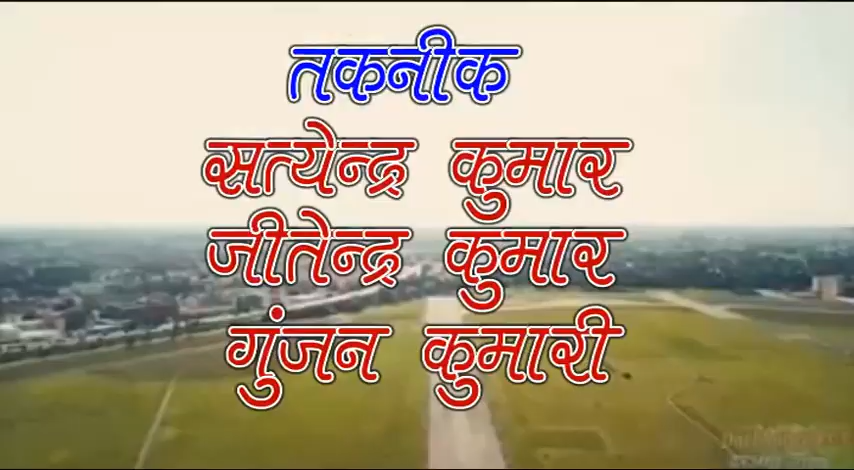 तकनीक
सत्येन्द्र कुमार
जीतेन्द्र कुमार
गुंजन कुमारी